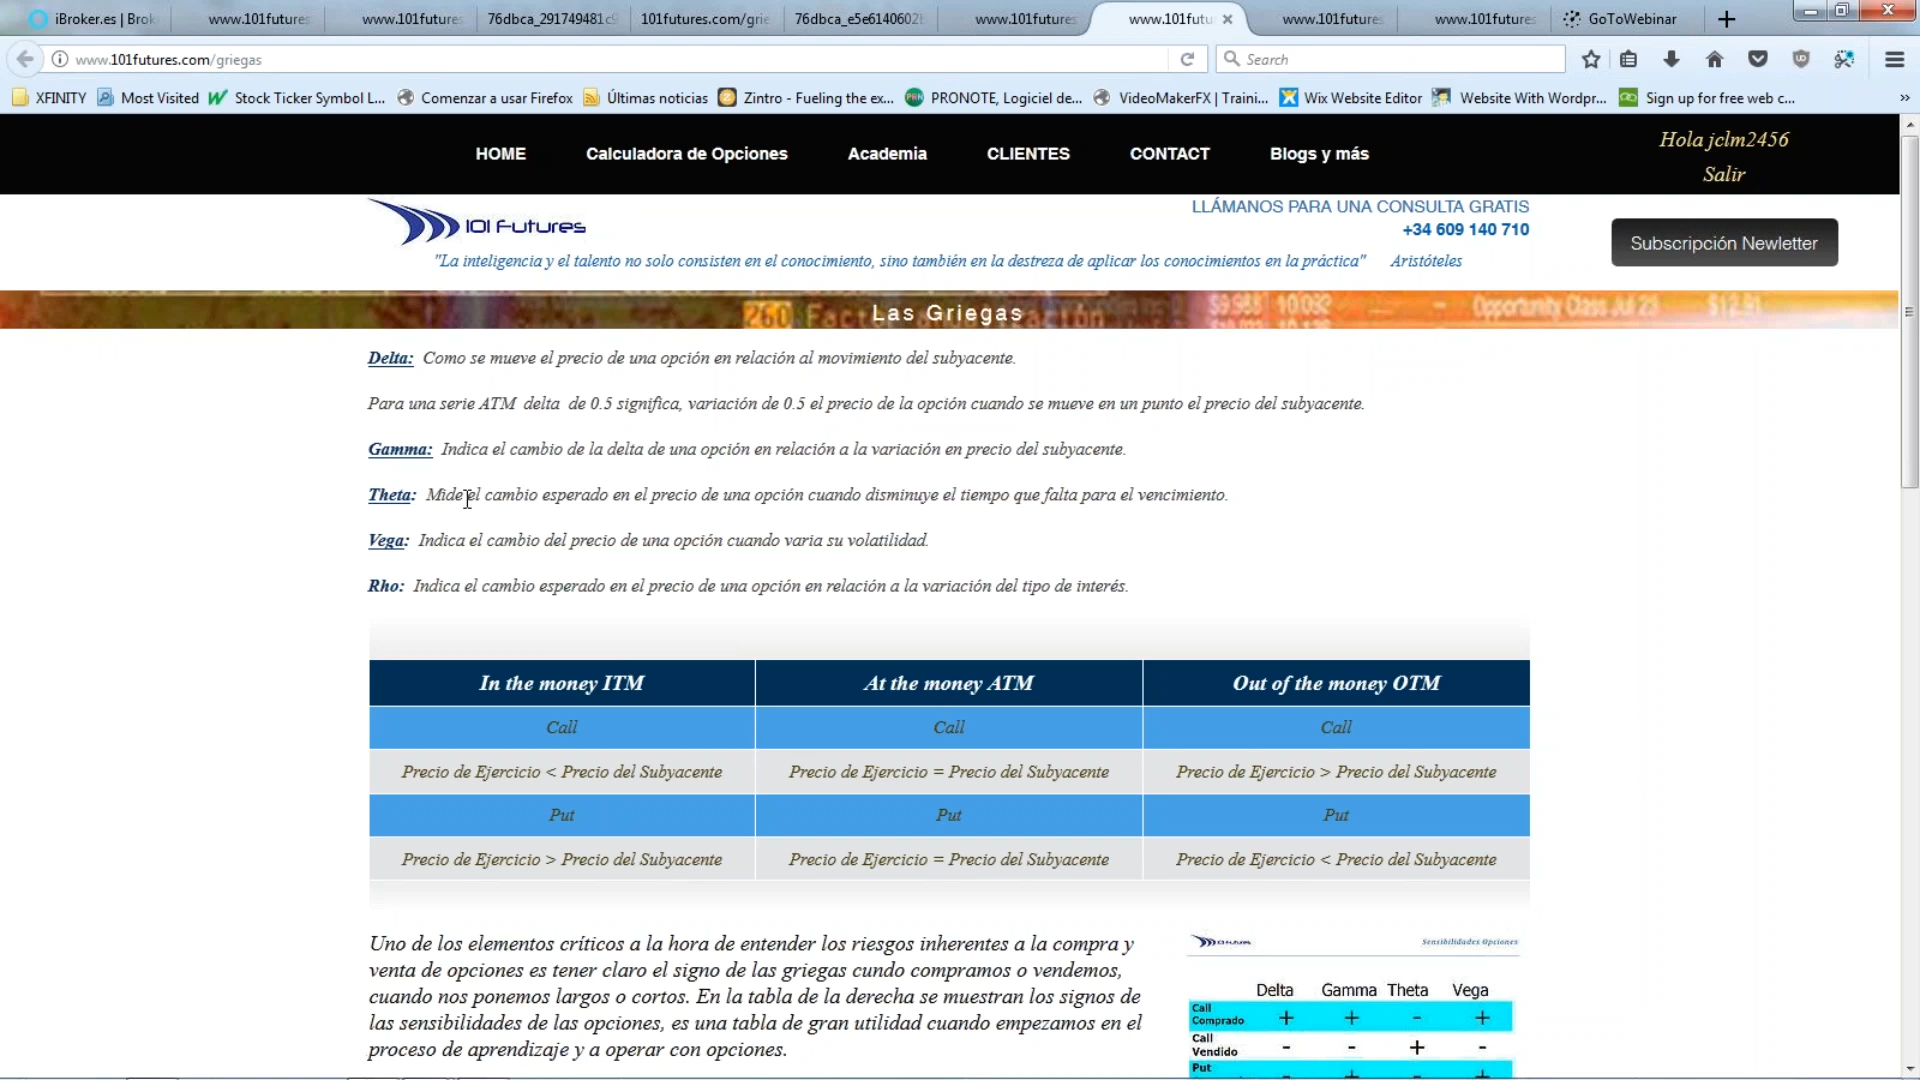 iBroker.es | Brok
www.101futures
www.101future
76dbca_291749481c9
101futures.com/grie
76dbca_e5e6140602b
www.101futures
www.101futu
www.101futures
www.101futures
GoToWebinar
www.101futures.com/griegas
Search
XFINITY
Most Visited
Stock Ticker Symbol L...
Comenzar a usar Firefox
Últimas noticias
Zintro - Fueling the ex...
PRONOTE, Logiciel de...
VideoMakerFX | Traini...
Wix Website Editor
Website With Wordpr...
Sign up for free web c...
HOME
Calculadora de Opciones
Academia
CLIENTES
CONTACT
Blogs y más
Hola jclm2456
Salir
101 Futures
LLÁMANOS PARA UNA CONSULTA GRATIS
+34 609 140 710
Subscripción Newletter
"La inteligencia y el talento no solo consisten en el conocimiento, sino también en la destreza de aplicar los conocimientos en la práctica" Aristóteles
Las Griegas
Delta: Como se mueve el precio de una opción en relación al movimiento del subyacente.
Para una serie ATM delta de 0.5 significa, variación de 0.5 el precio de la opción cuando se mueve en un punto el precio del subyacente.
Gamma: Indica el cambio de la delta de una opción en relación a la variación en precio del subyacente.
Theta: Mide el cambio esperado en el precio de una opción cuando disminuye el tiempo que falta para el vencimiento.
Vega: Indica el cambio del precio de una opción cuando varia su volatilidad.
Rho: Indica el cambio esperado en el precio de una opción en relación a la variación del tipo de interés.
In the money ITM
At the money ATM
Out of the money OTM
Call
Call
Call
Precio de Ejercicio < Precio del Subyacente
Precio de Ejercicio = Precio del Subyacente
Precio de Ejercicio > Precio del Subyacente
Put
Put
Put
Precio de Ejercicio > Precio del Subyacente
Precio de Ejercicio = Precio del Subyacente
Precio de Ejercicio < Precio del Subyacente
Uno de los elementos críticos a la hora de entender los riesgos inherentes a la compra y
venta de opciones es tener claro el signo de las griegas cundo compramos o vendemos,
cuando nos ponemos largos o cortos. En la tabla de la derecha se muestran los signos de
las sensibilidades de las opciones, es una tabla de gran utilidad cuando empezamos en el
proceso de aprendizaje y a operar con opciones.
Sensibilidades Opciones
Delta Gamma Theta Vega
Call
Comprado + + - +
Call
Vendido - - + -
Put